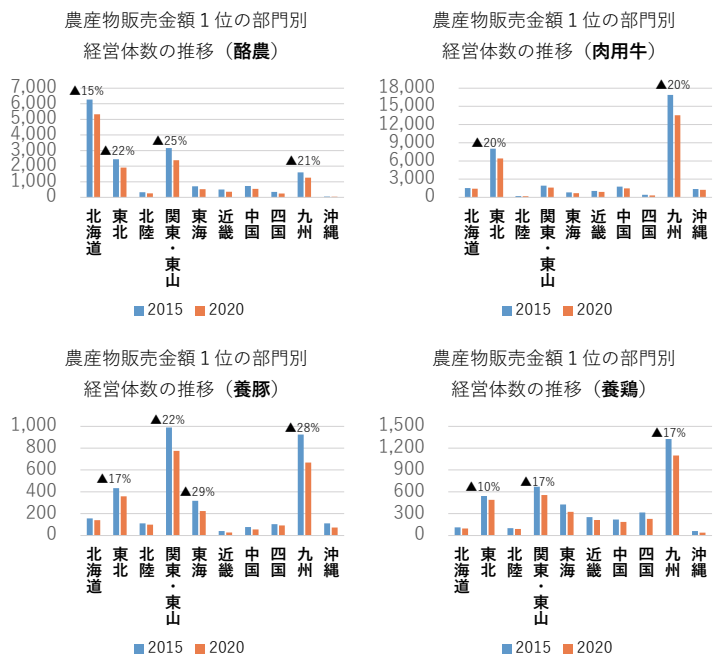 農産物販売金額１位の部門別
経営体数の推移（酪農）
7,000
6,000
5,000
4,000
3,000
2,000
1,000
0
▲15%
▲22%
▲25%
▲21%
北海道
東北
北陸
関東・東山
東海
近畿
中国
四国
九州
沖縄
2015 2020
農産物販売金額１位の部門別
経営体数の推移（肉用牛）
18,000
15,000
12,000
9,000
6,000
3,000
0
▲20%
▲20%
北海道
東北
北陸
関東・東山
東海
近畿
中国
四国
九州
沖縄
2015 2020
農産物販売金額１位の部門別
経営体数の推移（養豚）
1,000
800
600
400
200
0
▲17%
▲22%
▲29%
▲28%
北海道
東北
北陸
関東・東山
東海
近畿
中国
四国
九州
沖縄
2015 2020
農産物販売金額１位の部門別
経営体数の推移（養鶏）
1,500
1,200
900
600
300
0
▲10%
▲17%
▲17%
北海道
東北
北陸
関東・東山
東海
近畿
中国
四国
九州
沖縄
2015 2020